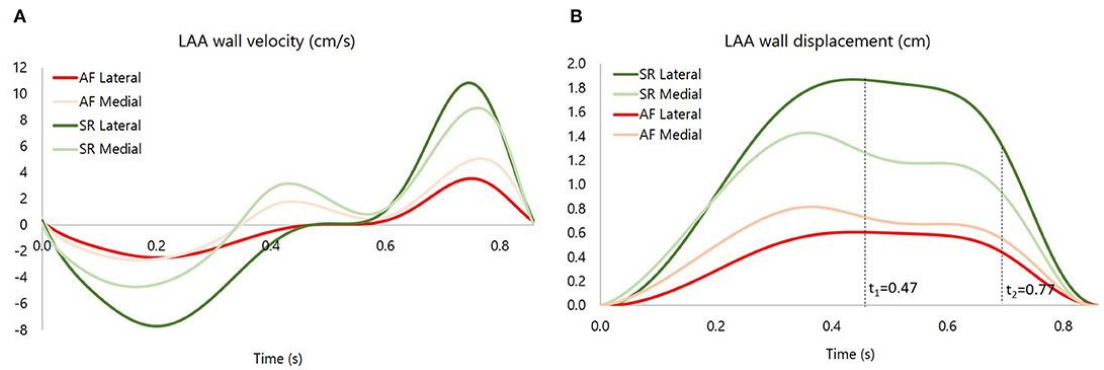 A
LAA wall velocity (cm/s)
12
10
8
6
4
2
0
-2
-4
-6
-8
AF Lateral
AF Medial
SR Lateral
SR Medial
0.0
0.2
0.4
0.6
0.8
Time (s)
B
LAA wall displacement (cm)
2.0
1.8
1.6
1.4
1.2
1.0
0.8
0.6
0.4
0.2
0.0
SR Lateral
SR Medial
AF Lateral
AF Medial
t₁=0.47
t₂=0.77
0.0
0.2
0.4
0.6
0.8
Time (s)